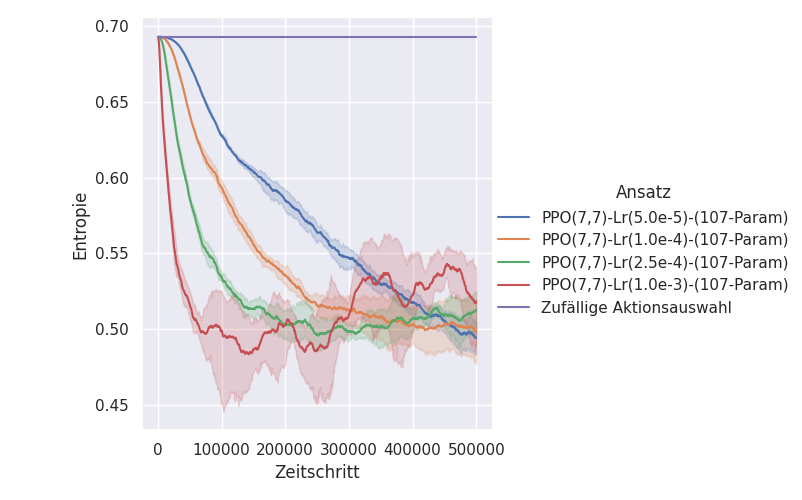 0.70
0.65
0.60
0.55
0.50
0.45
Entropie
0
100000
200000
300000
400000
500000
Zeitschritt
Ansatz
PPO(7,7)-Lr(5.0e-5)-(107-Param)
PPO(7,7)-Lr(1.0e-4)-(107-Param)
PPO(7,7)-Lr(2.5e-4)-(107-Param)
PPO(7,7)-Lr(1.0e-3)-(107-Param)
Zufällige Aktionsauswahl